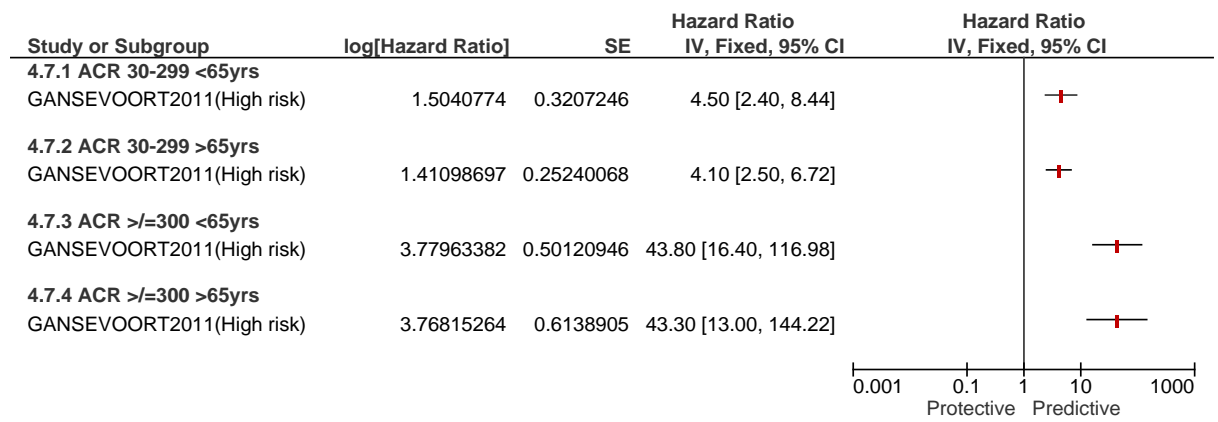 Hazard Ratio Hazard Ratio
Study or Subgroup log[Hazard Ratio] SE IV, Fixed, 95% CI IV, Fixed, 95% CI
4.7.1 ACR 30-299 <65yrs
GANSEVOORT2011(High risk) 1.5040774 0.3207246 4.50 [2.40, 8.44]
4.7.2 ACR 30-299 >65yrs
GANSEVOORT2011(High risk) 1.41098697 0.25240068 4.10 [2.50, 6.72]
4.7.3 ACR >/=300 <65yrs
GANSEVOORT2011(High risk) 3.77963382 0.50120946 43.80 [16.40, 116.98]
4.7.4 ACR >/=300 >65yrs
GANSEVOORT2011(High risk) 3.76815264 0.6138905 43.30 [13.00, 144.22]
0.001 0.1 1 10 1000
Protective Predictive